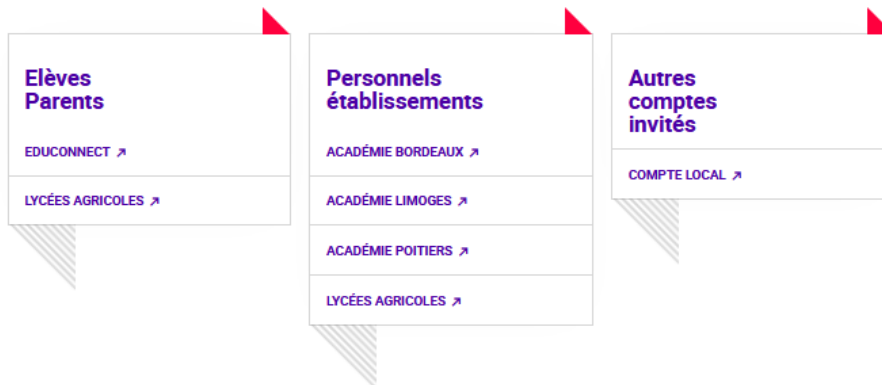 Elèves
Parents
EDUCONNECT
LYCÉES AGRICOLES
Personnels
établissements
ACADÉMIE BORDEAUX
ACADÉMIE LIMOGES
ACADÉMIE POITIERS
LYCÉES AGRICOLES
Autres
comptes
invités
COMPTE LOCAL